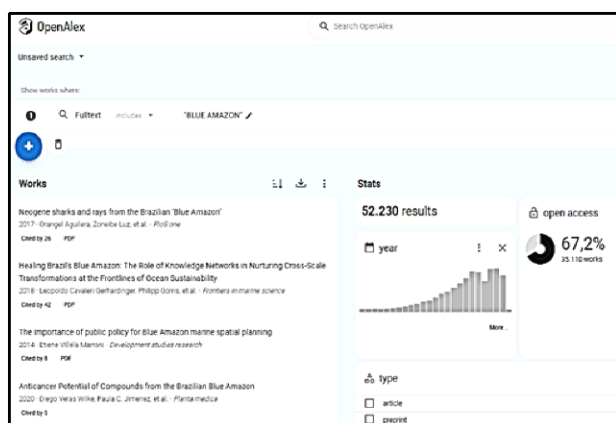 OpenAlex
Search OpenAlex
Unsaved search
Show works where:
1 Fulltext includes "BLUE AMAZON"
Works
Neogene sharks and rays from the Brazilian 'Blue Amazon'
2017 · Orangel Aguilera, Zoneibe Luz, et al. · PloS one
Cited by 26 PDF
Healing Brazil's Blue Amazon: The Role of Knowledge Networks in Nurturing Cross-Scale
Transformations at the Frontlines of Ocean Sustainability
2018 · Leopoldo Cavaleri Gerhardinger, Philipp Gorris, et al. · Frontiers in marine science
Cited by 42 PDF
The importance of public policy for Blue Amazon marine spatial planning
2014 · Etiene Villela Marroni · Development studies research
Cited by 8 PDF
Anticancer Potential of Compounds from the Brazilian Blue Amazon
2020 · Diego Veras Wilke, Paula C. Jimenez, et al. · Planta medica
Cited by 5
Stats
52.230 results
year
More...
type
article
preprint
open access
67,2%
35.110 works